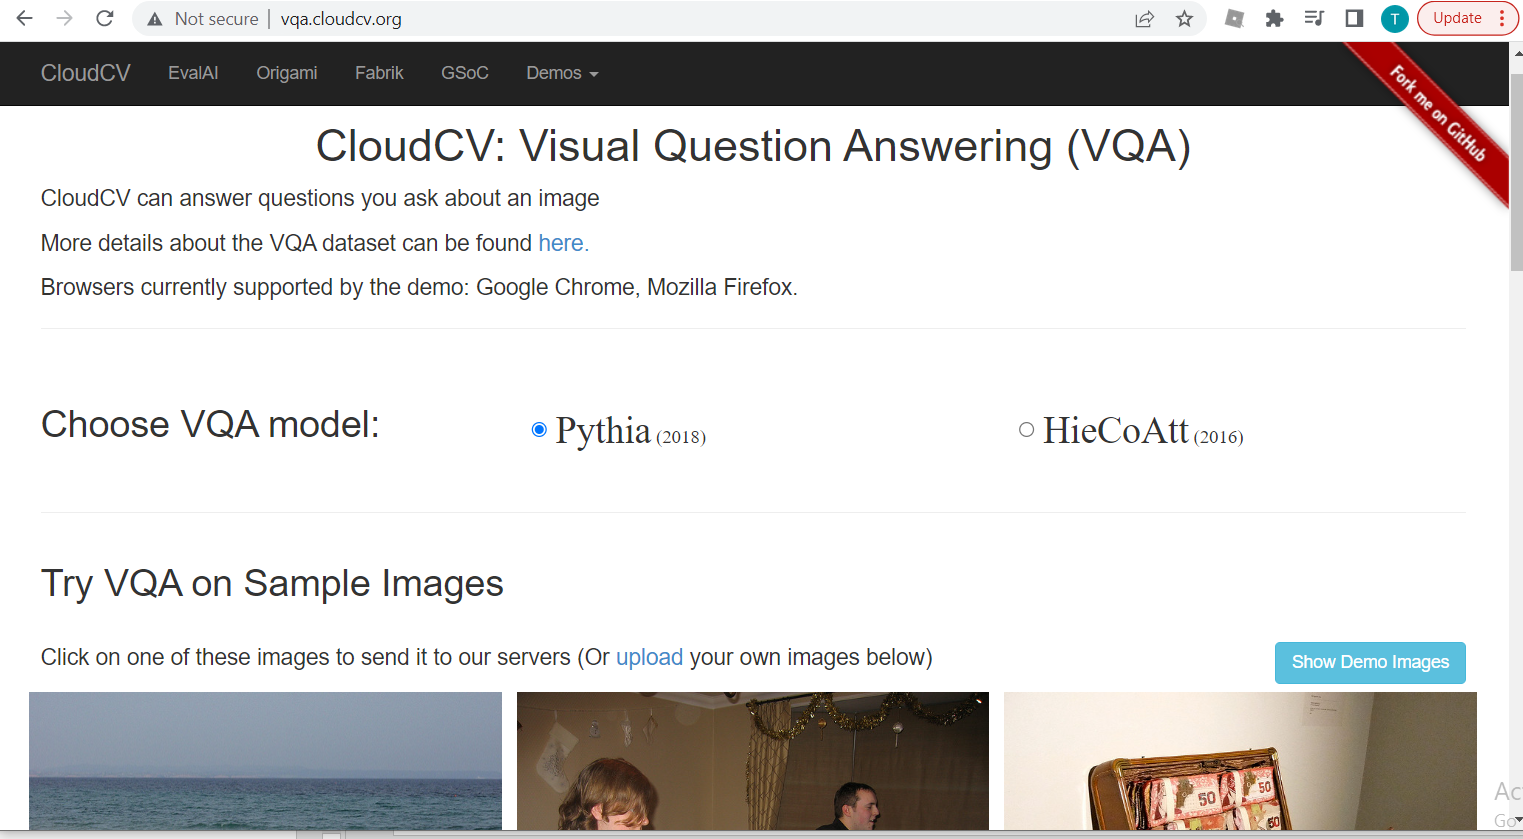 Not secure | vqa.cloudcv.org
T
Update
CloudCV EvalAI Origami Fabrik GSoC Demos
Fork me on GitHub
CloudCV: Visual Question Answering (VQA)
CloudCV can answer questions you ask about an image
More details about the VQA dataset can be found here.
Browsers currently supported by the demo: Google Chrome, Mozilla Firefox.
Choose VQA model:
Pythia (2018)
HieCoAtt (2016)
Try VQA on Sample Images
Click on one of these images to send it to our servers (Or upload your own images below)
Show Demo Images
50
50
Ac
Go